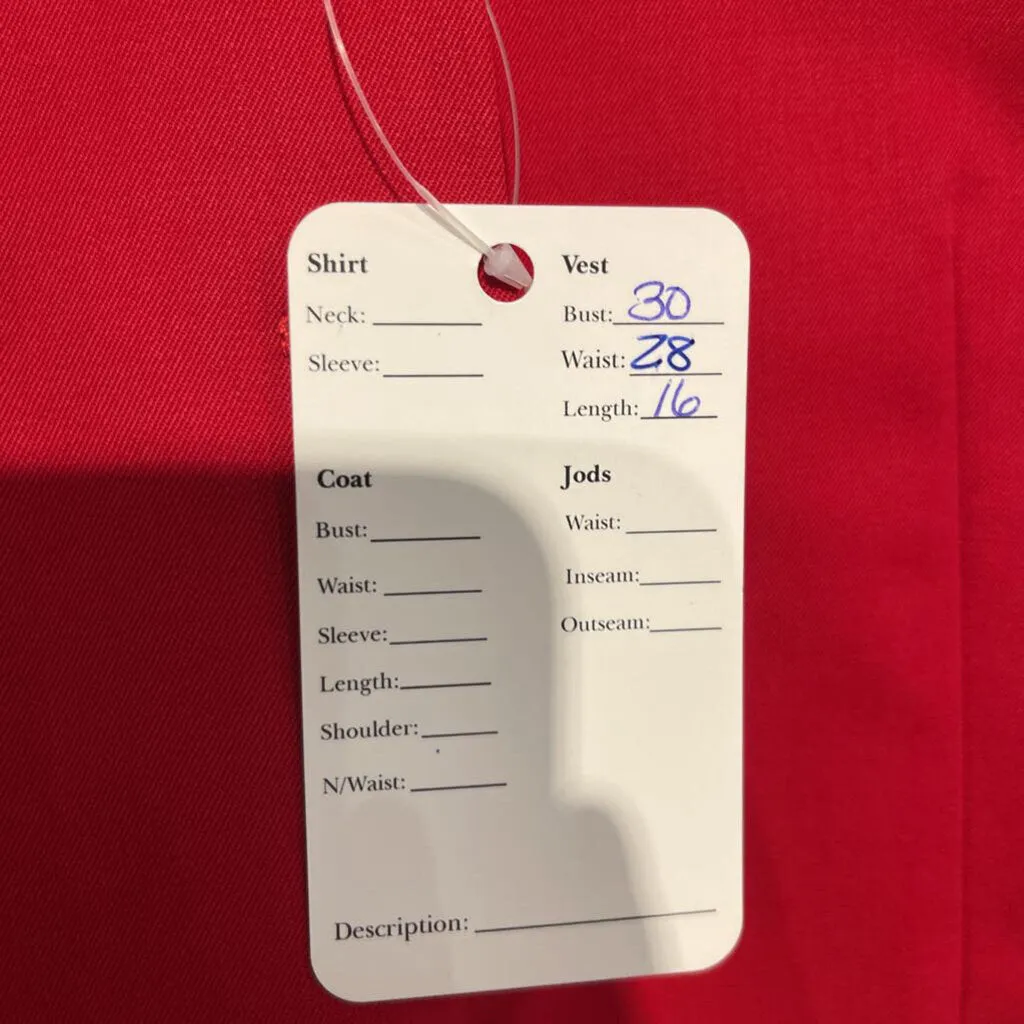 Shirt
Neck:
Sleeve:
Vest
Bust: 30
Waist: 28
Length: 16
Coat
Bust:
Waist:
Sleeve:
Length:
Shoulder:
N/Waist:
Jods
Waist:
Inseam:
Outseam:
Description: